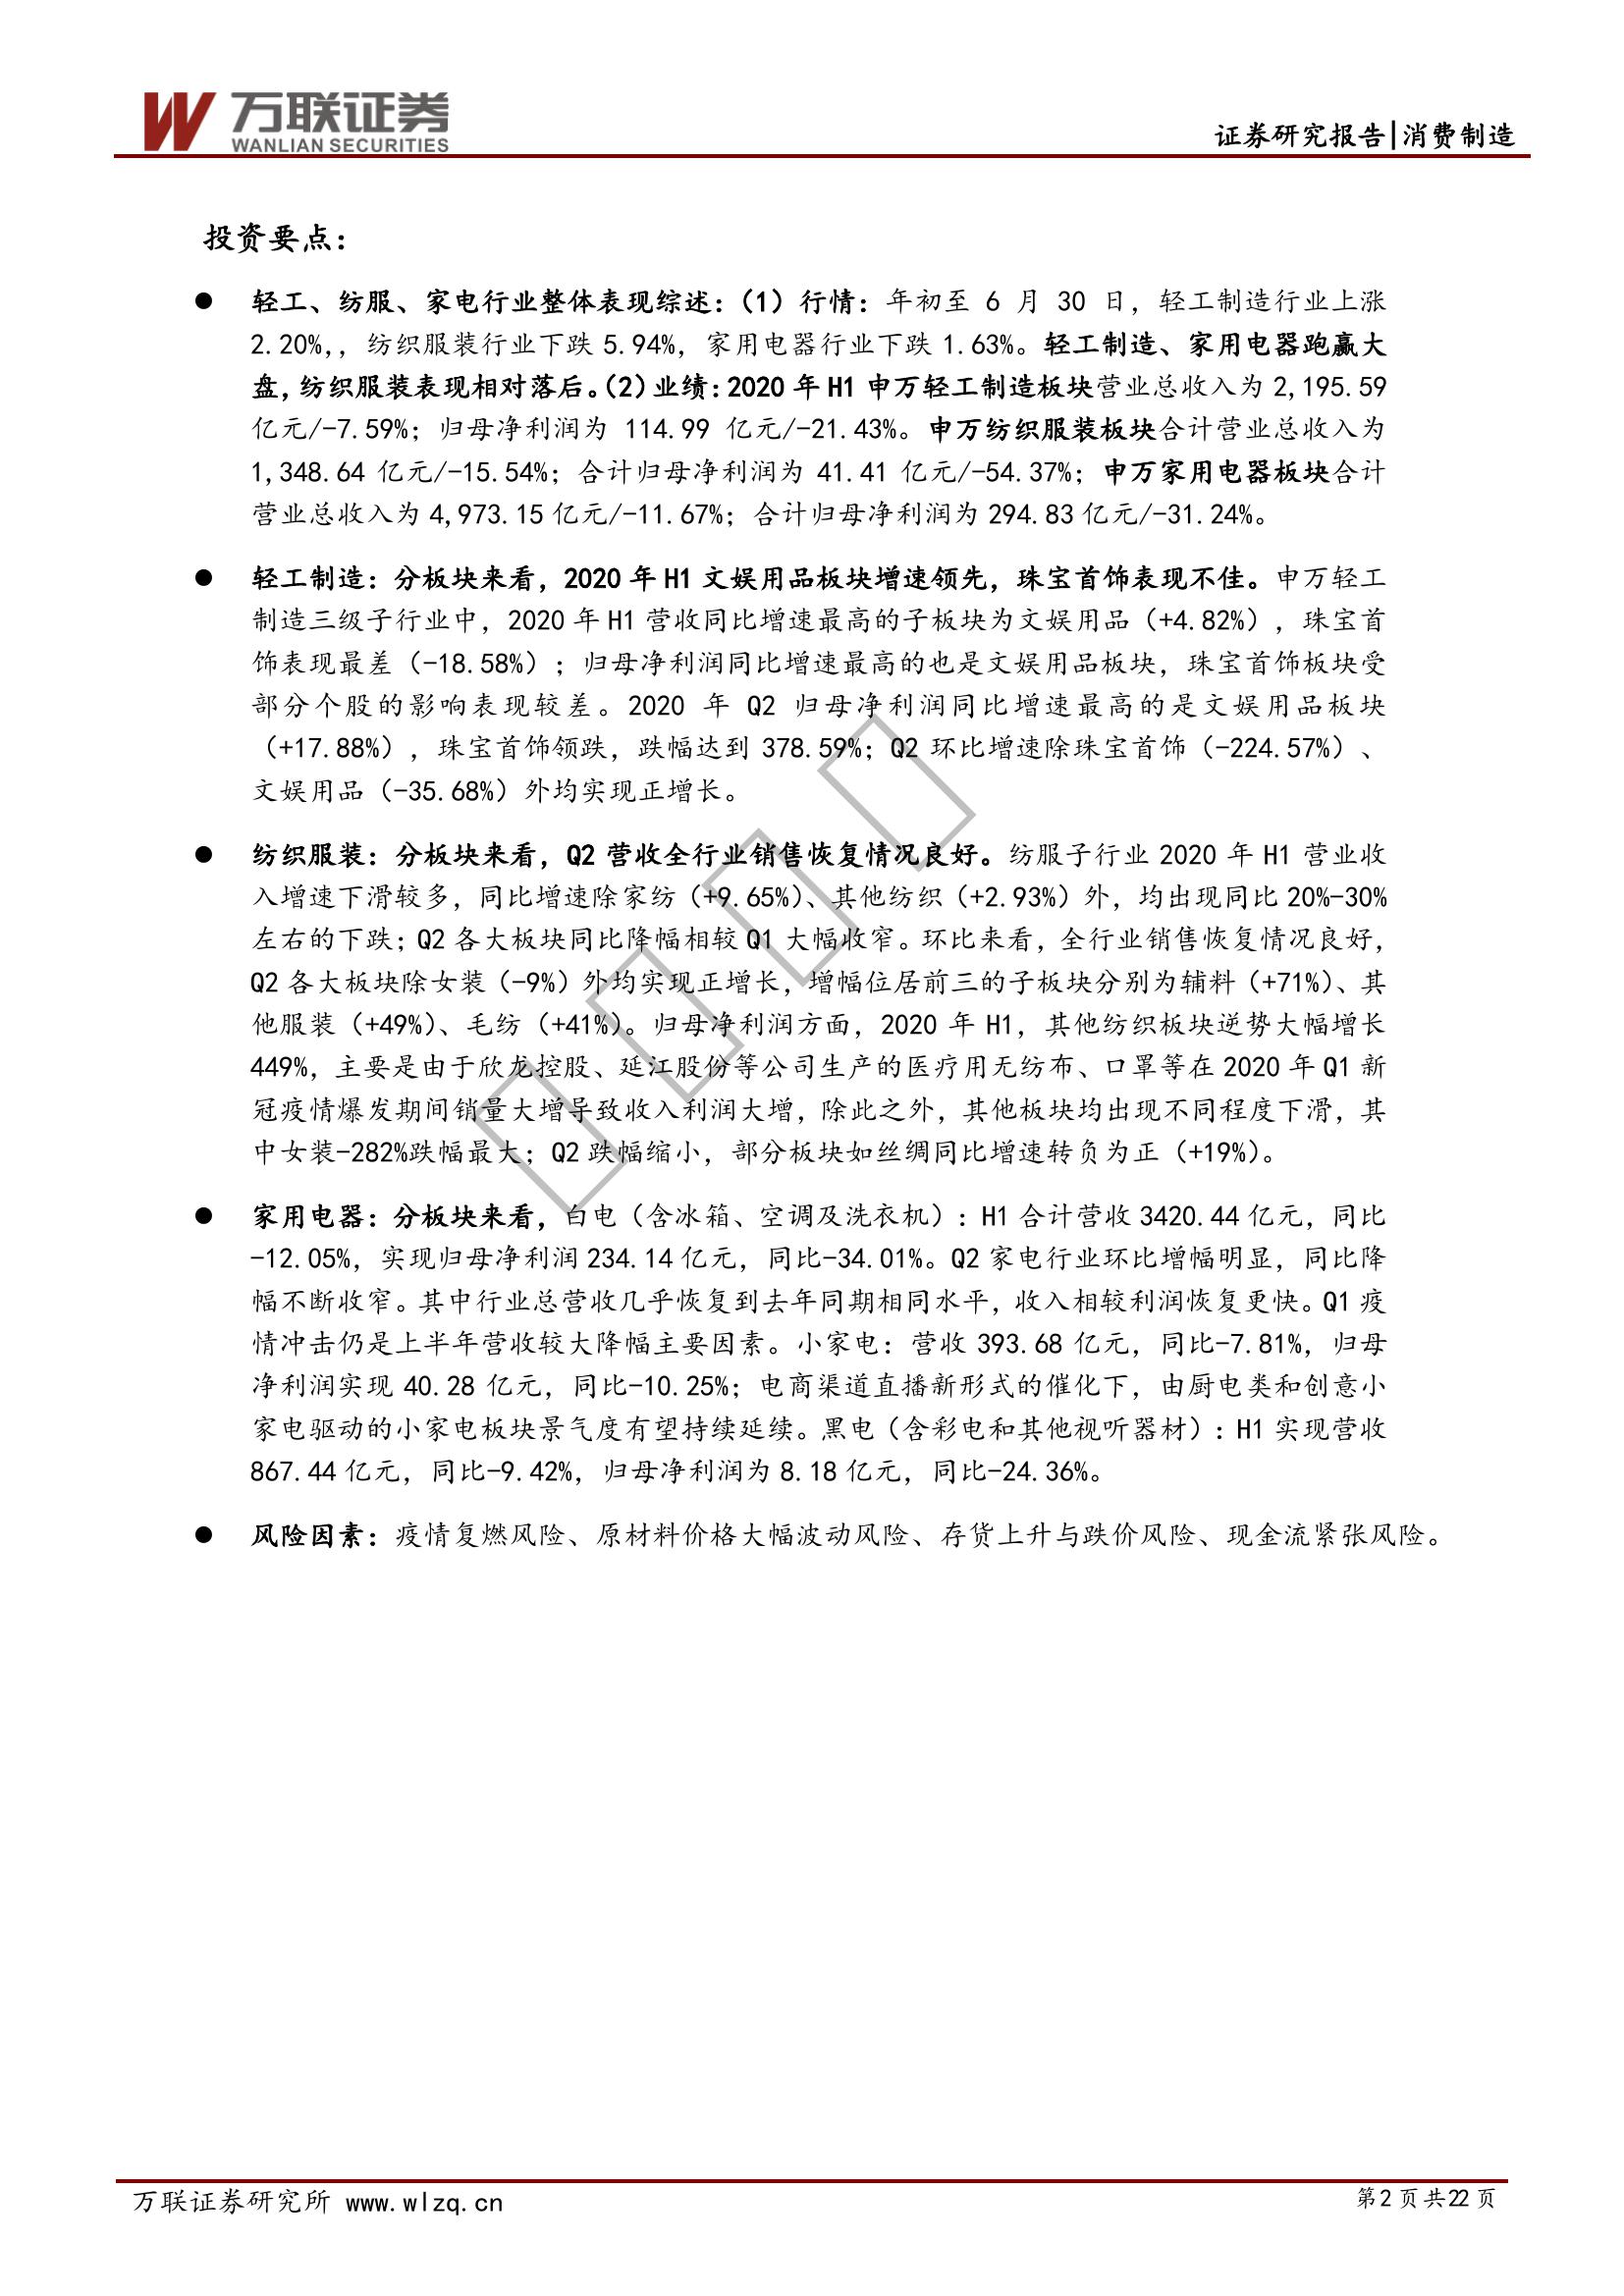 万联证券
WANLIAN SECURITIES
证券研究报告|消费制造
投资要点：
● 轻工、纺服、家电行业整体表现综述：（1）行情：年初至 6 月 30 日，轻工制造行业上涨
2.20%,，纺织服装行业下跌 5.94%，家用电器行业下跌 1.63%。轻工制造、家用电器跑赢大
盘，纺织服装表现相对落后。（2）业绩：2020 年 H1 申万轻工制造板块营业总收入为 2,195.59
亿元/-7.59%；归母净利润为 114.99 亿元/-21.43%。申万纺织服装板块合计营业总收入为
1,348.64 亿元/-15.54%；合计归母净利润为 41.41 亿元/-54.37%；申万家用电器板块合计
营业总收入为 4,973.15 亿元/-11.67%；合计归母净利润为 294.83 亿元/-31.24%。
● 轻工制造：分板块来看，2020 年 H1 文娱用品板块增速领先，珠宝首饰表现不佳。申万轻工
制造三级子行业中，2020 年 H1 营收同比增速最高的子板块为文娱用品（+4.82%），珠宝首
饰表现最差（-18.58%）；归母净利润同比增速最高的也是文娱用品板块，珠宝首饰板块受
部分个股的影响表现较差。2020 年 Q2 归母净利润同比增速最高的是文娱用品板块
（+17.88%），珠宝首饰领跌，跌幅达到 378.59%；Q2 环比增速除珠宝首饰（-224.57%）、
文娱用品（-35.68%）外均实现正增长。
● 纺织服装：分板块来看，Q2 营收全行业销售恢复情况良好。纺服子行业 2020 年 H1 营业收
入增速下滑较多，同比增速除家纺（+9.65%）、其他纺织（+2.93%）外，均出现同比 20%-30%
左右的下跌；Q2 各大板块同比降幅相较 Q1 大幅收窄。环比来看，全行业销售恢复情况良好，
Q2 各大板块除女装（-9%）外均实现正增长，增幅位居前三的子板块分别为辅料（+71%）、其
他服装（+49%）、毛纺（+41%）。归母净利润方面，2020 年 H1，其他纺织板块逆势大幅增长
449%，主要是由于欣龙控股、延江股份等公司生产的医疗用无纺布、口罩等在 2020 年 Q1 新
冠疫情爆发期间销量大增导致收入利润大增，除此之外，其他板块均出现不同程度下滑，其
中女装-282%跌幅最大；Q2 跌幅缩小，部分板块如丝绸同比增速转负为正（+19%）。
● 家用电器：分板块来看，白电（含冰箱、空调及洗衣机）：H1 合计营收 3420.44 亿元，同比
-12.05%，实现归母净利润 234.14 亿元，同比-34.01%。Q2 家电行业环比增幅明显，同比降
幅不断收窄。其中行业总营收几乎恢复到去年同期相同水平，收入相较利润恢复更快。Q1 疫
情冲击仍是上半年营收较大降幅主要因素。小家电：营收 393.68 亿元，同比-7.81%，归母
净利润实现 40.28 亿元，同比-10.25%；电商渠道直播新形式的催化下，由厨电类和创意小
家电驱动的小家电板块景气度有望持续延续。黑电（含彩电和其他视听器材）：H1 实现营收
867.44 亿元，同比-9.42%，归母净利润为 8.18 亿元，同比-24.36%。
● 风险因素：疫情复燃风险、原材料价格大幅波动风险、存货上升与跌价风险、现金流紧张风险。
万联证券研究所 www.wlzq.cn
第 2 页 共 22 页